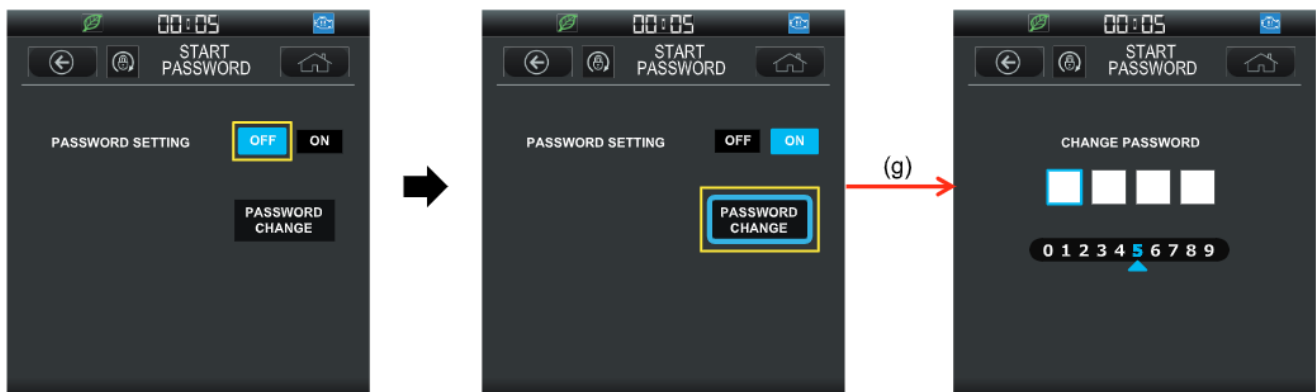 00:05
START
PASSWORD
PASSWORD SETTING OFF ON
PASSWORD
CHANGE
00:05
START
PASSWORD
PASSWORD SETTING OFF ON
PASSWORD
CHANGE
(g)
00:05
START
PASSWORD
CHANGE PASSWORD
0 1 2 3 4 5 6 7 8 9